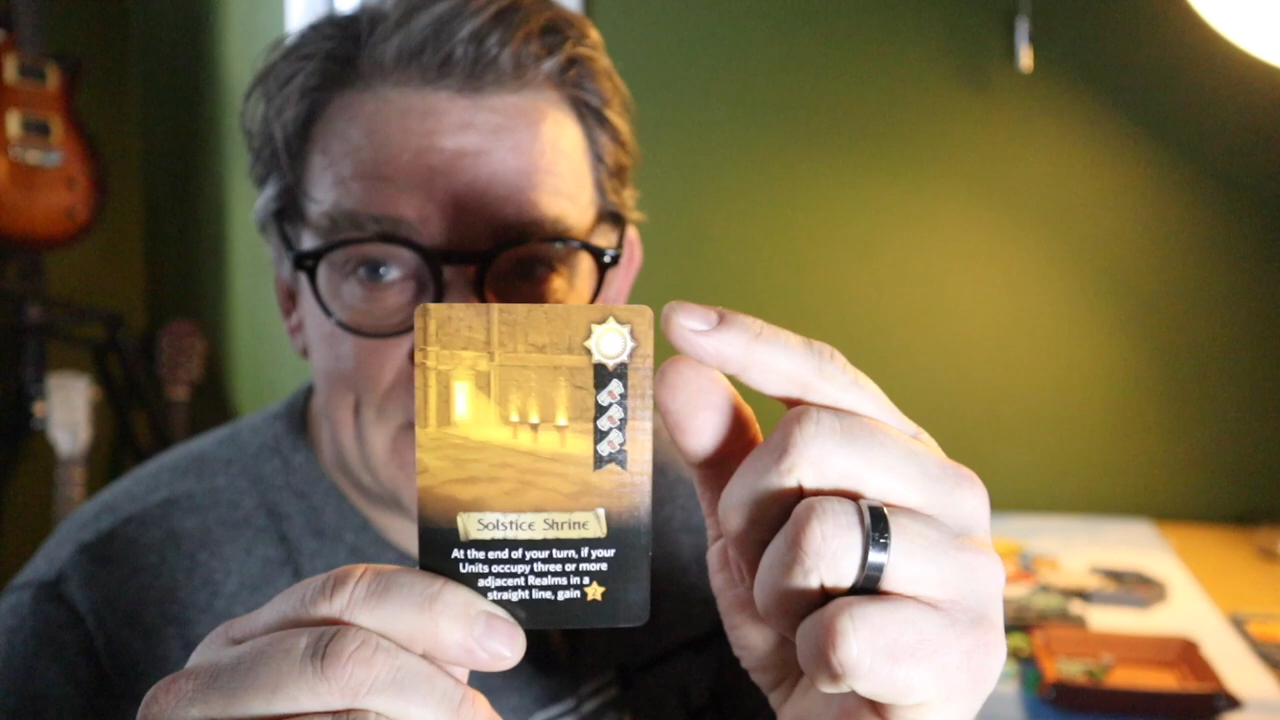 Solstice Shrine
At the end of your turn, if your
Units occupy three or more
adjacent Realms in a
straight line, gain 2